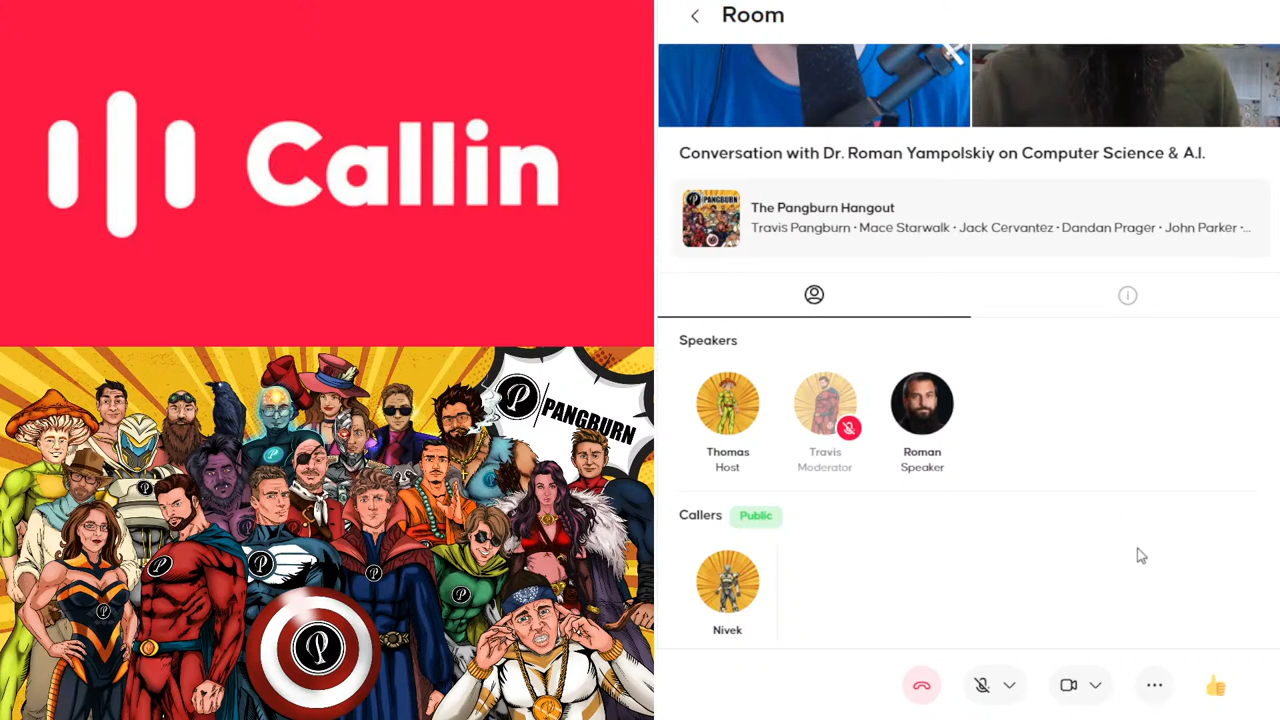 Callin
P PANGBURN
Room
Conversation with Dr. Roman Yampolskiy on Computer Science & A.I.
PANGBURN
The Pangburn Hangout
Travis Pangburn · Mace Starwalk · Jack Cervantez · Dandan Prager · John Parker ·...
Speakers
Thomas
Host
Travis
Moderator
Roman
Speaker
Callers Public
Nivek